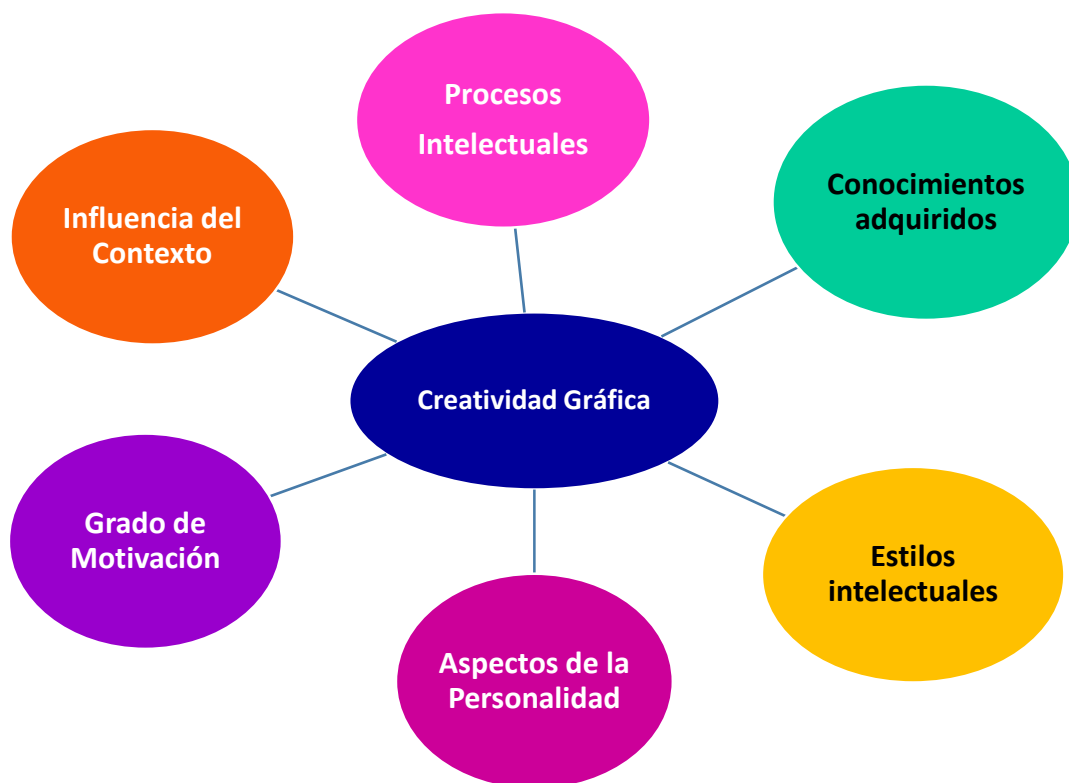 Procesos
Intelectuales
Conocimientos
adquiridos
Influencia del
Contexto
Creatividad Gráfica
Grado de
Motivación
Estilos
intelectuales
Aspectos de la
Personalidad